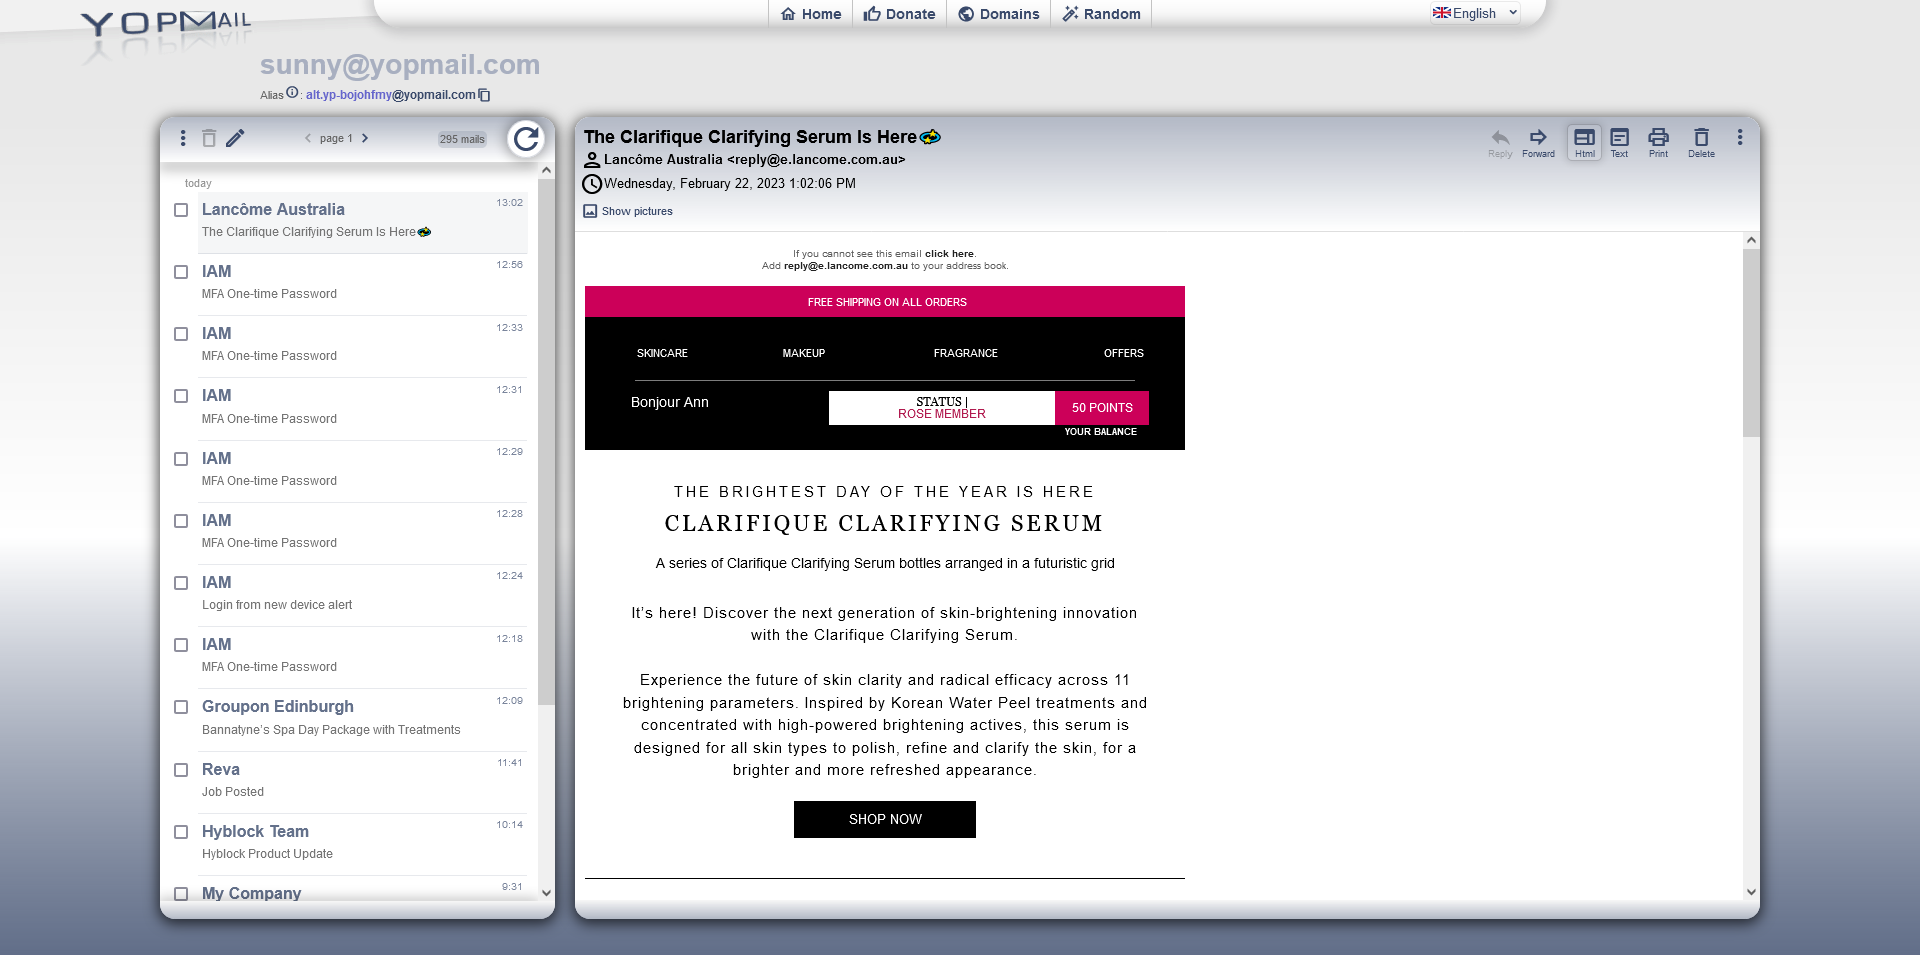 YOPMAIL
Home
Donate
Domains
Random
English
sunny@yopmail.com
Alias : alt.yp-bojohfmy@yopmail.com
page 1
295 mails
today
Lancôme Australia 13:02
The Clarifique Clarifying Serum Is Here
IAM 12:56
MFA One-time Password
IAM 12:33
MFA One-time Password
IAM 12:31
MFA One-time Password
IAM 12:29
MFA One-time Password
IAM 12:28
MFA One-time Password
IAM 12:24
Login from new device alert
IAM 12:18
MFA One-time Password
Groupon Edinburgh 12:09
Bannatyne's Spa Day Package with Treatments
Reva 11:41
Job Posted
Hyblock Team 10:14
Hyblock Product Update
My Company 9:31
The Clarifique Clarifying Serum Is Here
Lancôme Australia <reply@e.lancome.com.au>
Wednesday, February 22, 2023 1:02:06 PM
Show pictures
Reply
Forward
Html
Text
Print
Delete
If you cannot see this email click here.
Add reply@e.lancome.com.au to your address book.
FREE SHIPPING ON ALL ORDERS
SKINCARE MAKEUP FRAGRANCE OFFERS
Bonjour Ann
STATUS |
ROSE MEMBER
50 POINTS
YOUR BALANCE
THE BRIGHTEST DAY OF THE YEAR IS HERE
CLARIFIQUE CLARIFYING SERUM
A series of Clarifique Clarifying Serum bottles arranged in a futuristic grid
It's here! Discover the next generation of skin-brightening innovation
with the Clarifique Clarifying Serum.
Experience the future of skin clarity and radical efficacy across 11
brightening parameters. Inspired by Korean Water Peel treatments and
concentrated with high-powered brightening actives, this serum is
designed for all skin types to polish, refine and clarify the skin, for a
brighter and more refreshed appearance.
SHOP NOW